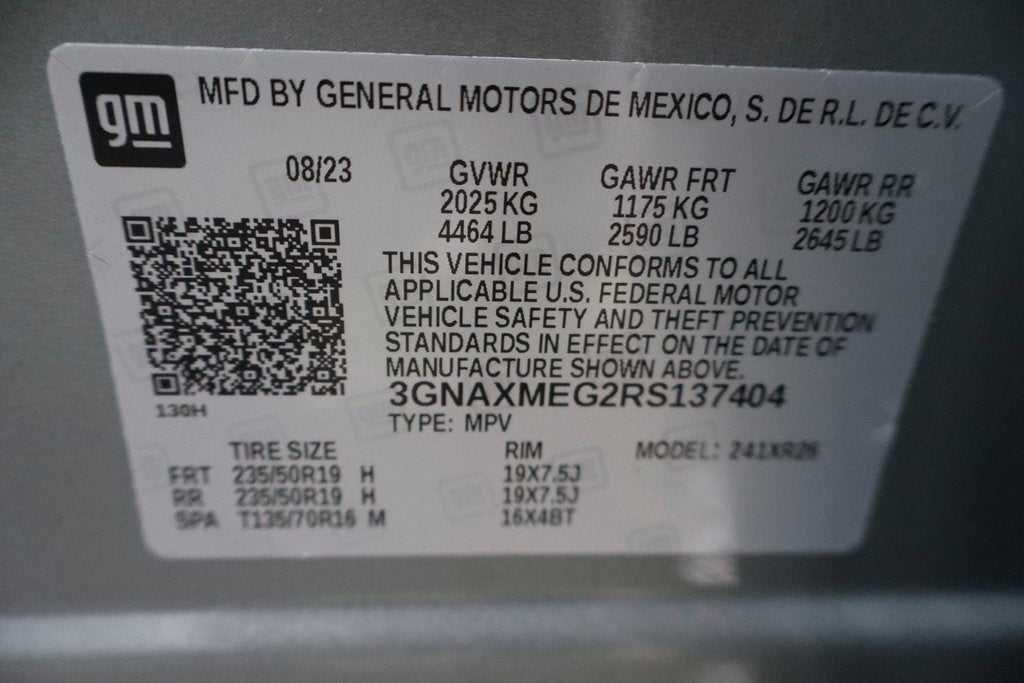 gm
MFD BY GENERAL MOTORS DE MEXICO, S. DE R.L. DE C.V.
08/23 GVWR GAWR FRT GAWR RR
2025 KG 1175 KG 1200 KG
4464 LB 2590 LB 2645 LB
THIS VEHICLE CONFORMS TO ALL
APPLICABLE U.S. FEDERAL MOTOR
VEHICLE SAFETY AND THEFT PREVENTION
STANDARDS IN EFFECT ON THE DATE OF
MANUFACTURE SHOWN ABOVE.
3GNAXMEG2RS137404
130H
TYPE: MPV
TIRE SIZE RIM MODEL: 241XR26
FRT 235/50R19 H 19X7.5J
RR 235/50R19 H 19X7.5J
SPA T135/70R16 M 16X4BT